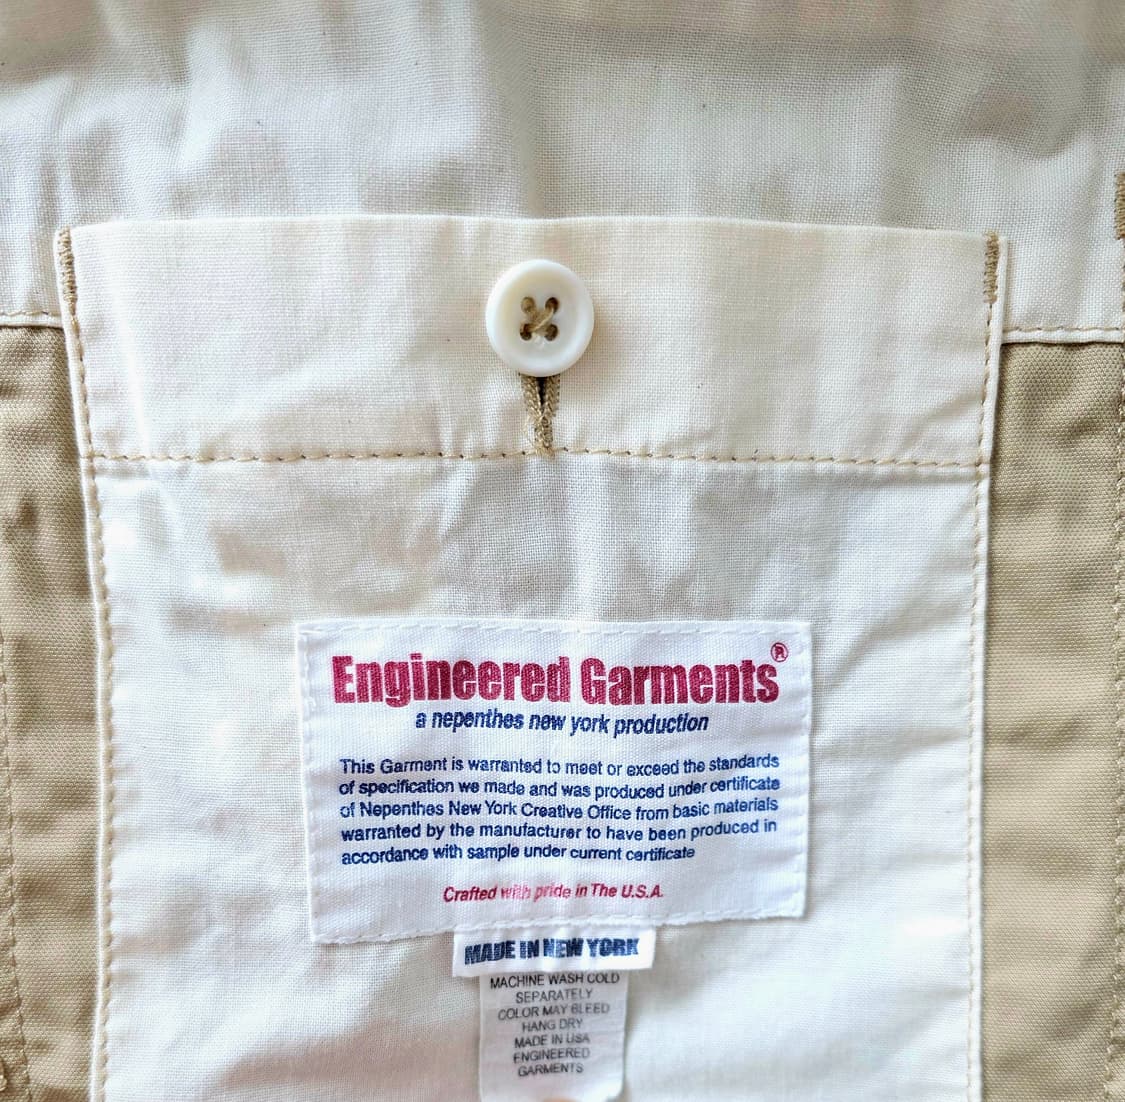 Engineered Garments®
a nepenthes new york production
This Garment is warranted to meet or exceed the standards
of specification we made and was produced under certificate
of Nepenthes New York Creative Office from basic materials
warranted by the manufacturer to have been produced in
accordance with sample under current certificate
Crafted with pride in The U.S.A.
MADE IN NEW YORK
MACHINE WASH COLD
SEPARATELY
COLOR MAY BLEED
HANG DRY
MADE IN USA
ENGINEERED
GARMENTS